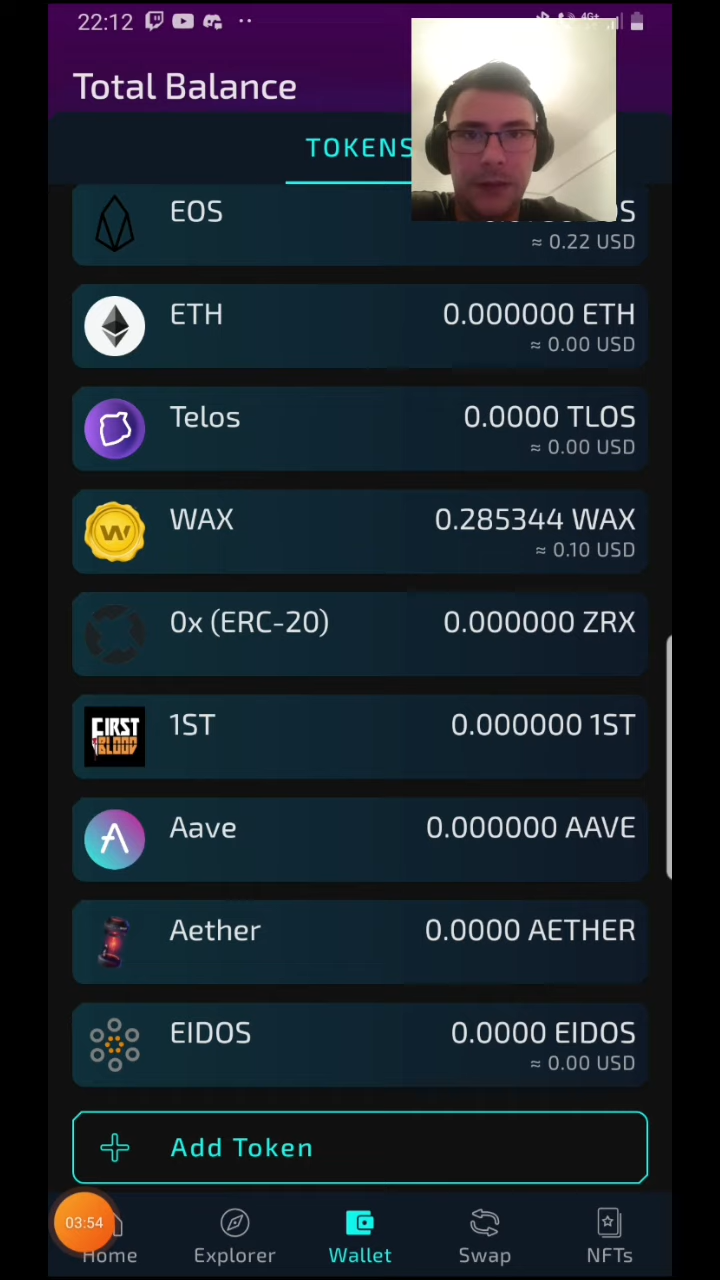 22:12
4G+
Total Balance
TOKENS
EOS
≈ 0.22 USD
ETH
0.000000 ETH
≈ 0.00 USD
Telos
0.0000 TLOS
≈ 0.00 USD
WAX
0.285344 WAX
≈ 0.10 USD
0x (ERC-20)
0.000000 ZRX
FIRST
BLOOD
1ST
0.000000 1ST
Aave
0.000000 AAVE
Aether
0.0000 AETHER
EIDOS
0.0000 EIDOS
≈ 0.00 USD
Add Token
03:54
Home
Explorer
Wallet
Swap
NFTs